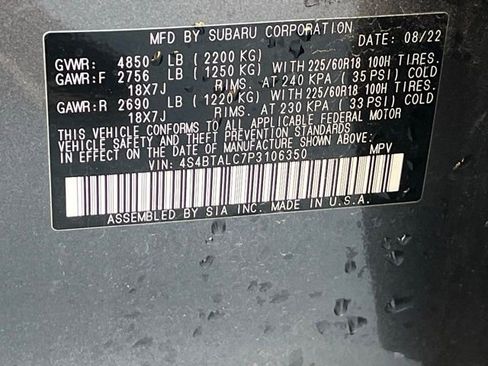 MFD BY SUBARU CORPORATION DATE: 08/22
GVWR: 4850 LB (2200 KG)
GAWR:F 2756 LB (1250 KG) WITH 225/60R18 100H TIRES.
18X7J RIMS. AT 240 KPA (35 PSI) COLD
GAWR:R 2690 LB (1220 KG) WITH 225/60R18 100H TIRES.
18X7J RIMS. AT 230 KPA (33 PSI) COLD
THIS VEHICLE CONFORMS TO ALL APPLICABLE FEDERAL MOTOR
VEHICLE SAFETY AND THEFT PREVENTION STANDARDS
IN EFFECT ON THE DATE OF MANUFACTURE SHOWN ABOVE.
VIN: 4S4BTALC7P3106350 MPV
ASSEMBLED BY SIA INC. MADE IN U.S.A.